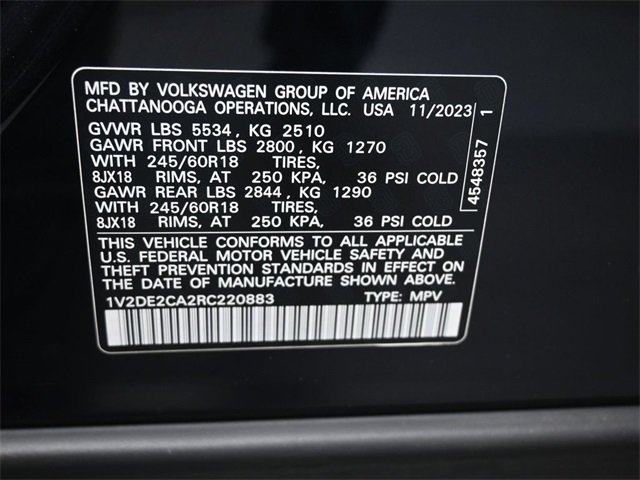 MFD BY VOLKSWAGEN GROUP OF AMERICA
CHATTANOOGA OPERATIONS, LLC. USA 11/2023
GVWR LBS 5534 , KG 2510
GAWR FRONT LBS 2800 , KG 1270
WITH 245/60R18 TIRES,
8JX18 RIMS, AT 250 KPA, 36 PSI COLD
GAWR REAR LBS 2844 , KG 1290
WITH 245/60R18 TIRES,
8JX18 RIMS, AT 250 KPA, 36 PSI COLD
THIS VEHICLE CONFORMS TO ALL APPLICABLE
U.S. FEDERAL MOTOR VEHICLE SAFETY AND
THEFT PREVENTION STANDARDS IN EFFECT ON
THE DATE OF MANUFACTURE SHOWN ABOVE.
1V2DE2CA2RC220883 TYPE: MPV
4548357 1